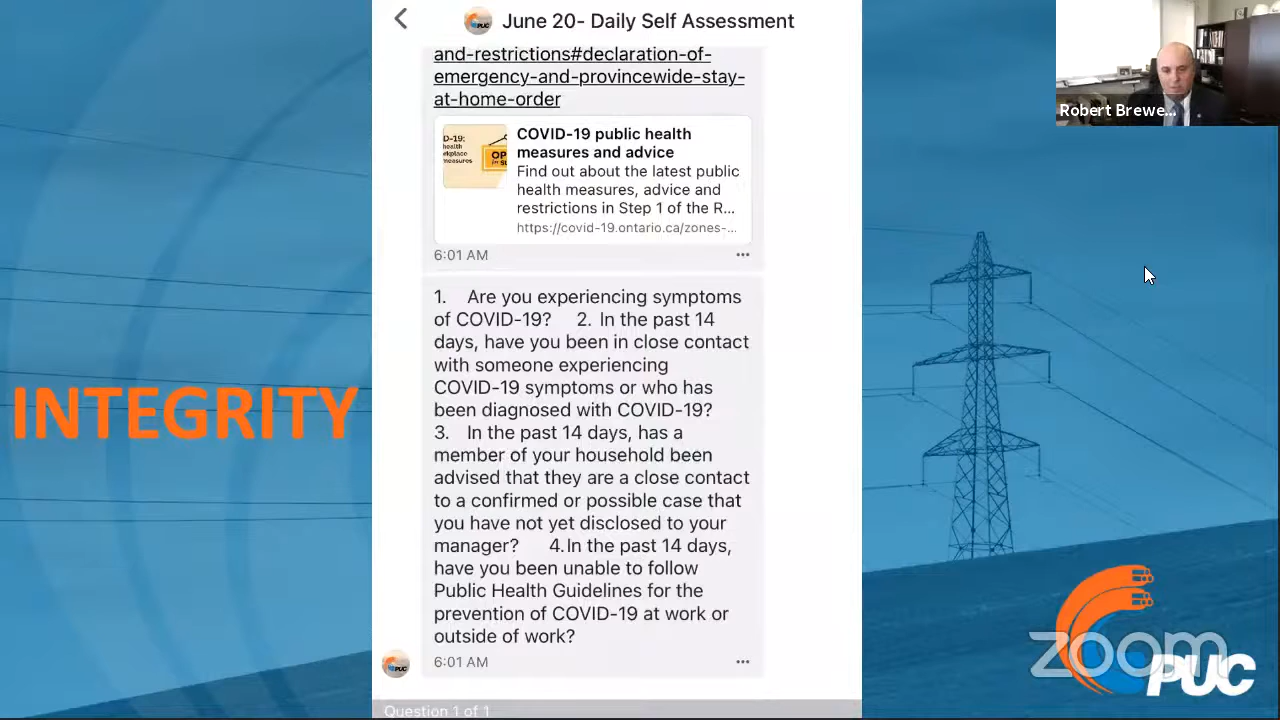 June 20- Daily Self Assessment
and-restrictions#declaration-of-
emergency-and-provincewide-stay-
at-home-order
D-19:
health
rkplace
measures
OP
for SU
COVID-19 public health
measures and advice
Find out about the latest public
health measures, advice and
restrictions in Step 1 of the R...
https://covid-19.ontario.ca/zones-...
6:01 AM
1. Are you experiencing symptoms
of COVID-19? 2. In the past 14
days, have you been in close contact
with someone experiencing
COVID-19 symptoms or who has
been diagnosed with COVID-19?
3. In the past 14 days, has a
member of your household been
advised that they are a close contact
to a confirmed or possible case that
you have not yet disclosed to your
manager? 4.In the past 14 days,
have you been unable to follow
Public Health Guidelines for the
prevention of COVID-19 at work or
outside of work?
PUC
6:01 AM
Question 1 of 1
INTEGRITY
Robert Brewe...
zoom
PUC